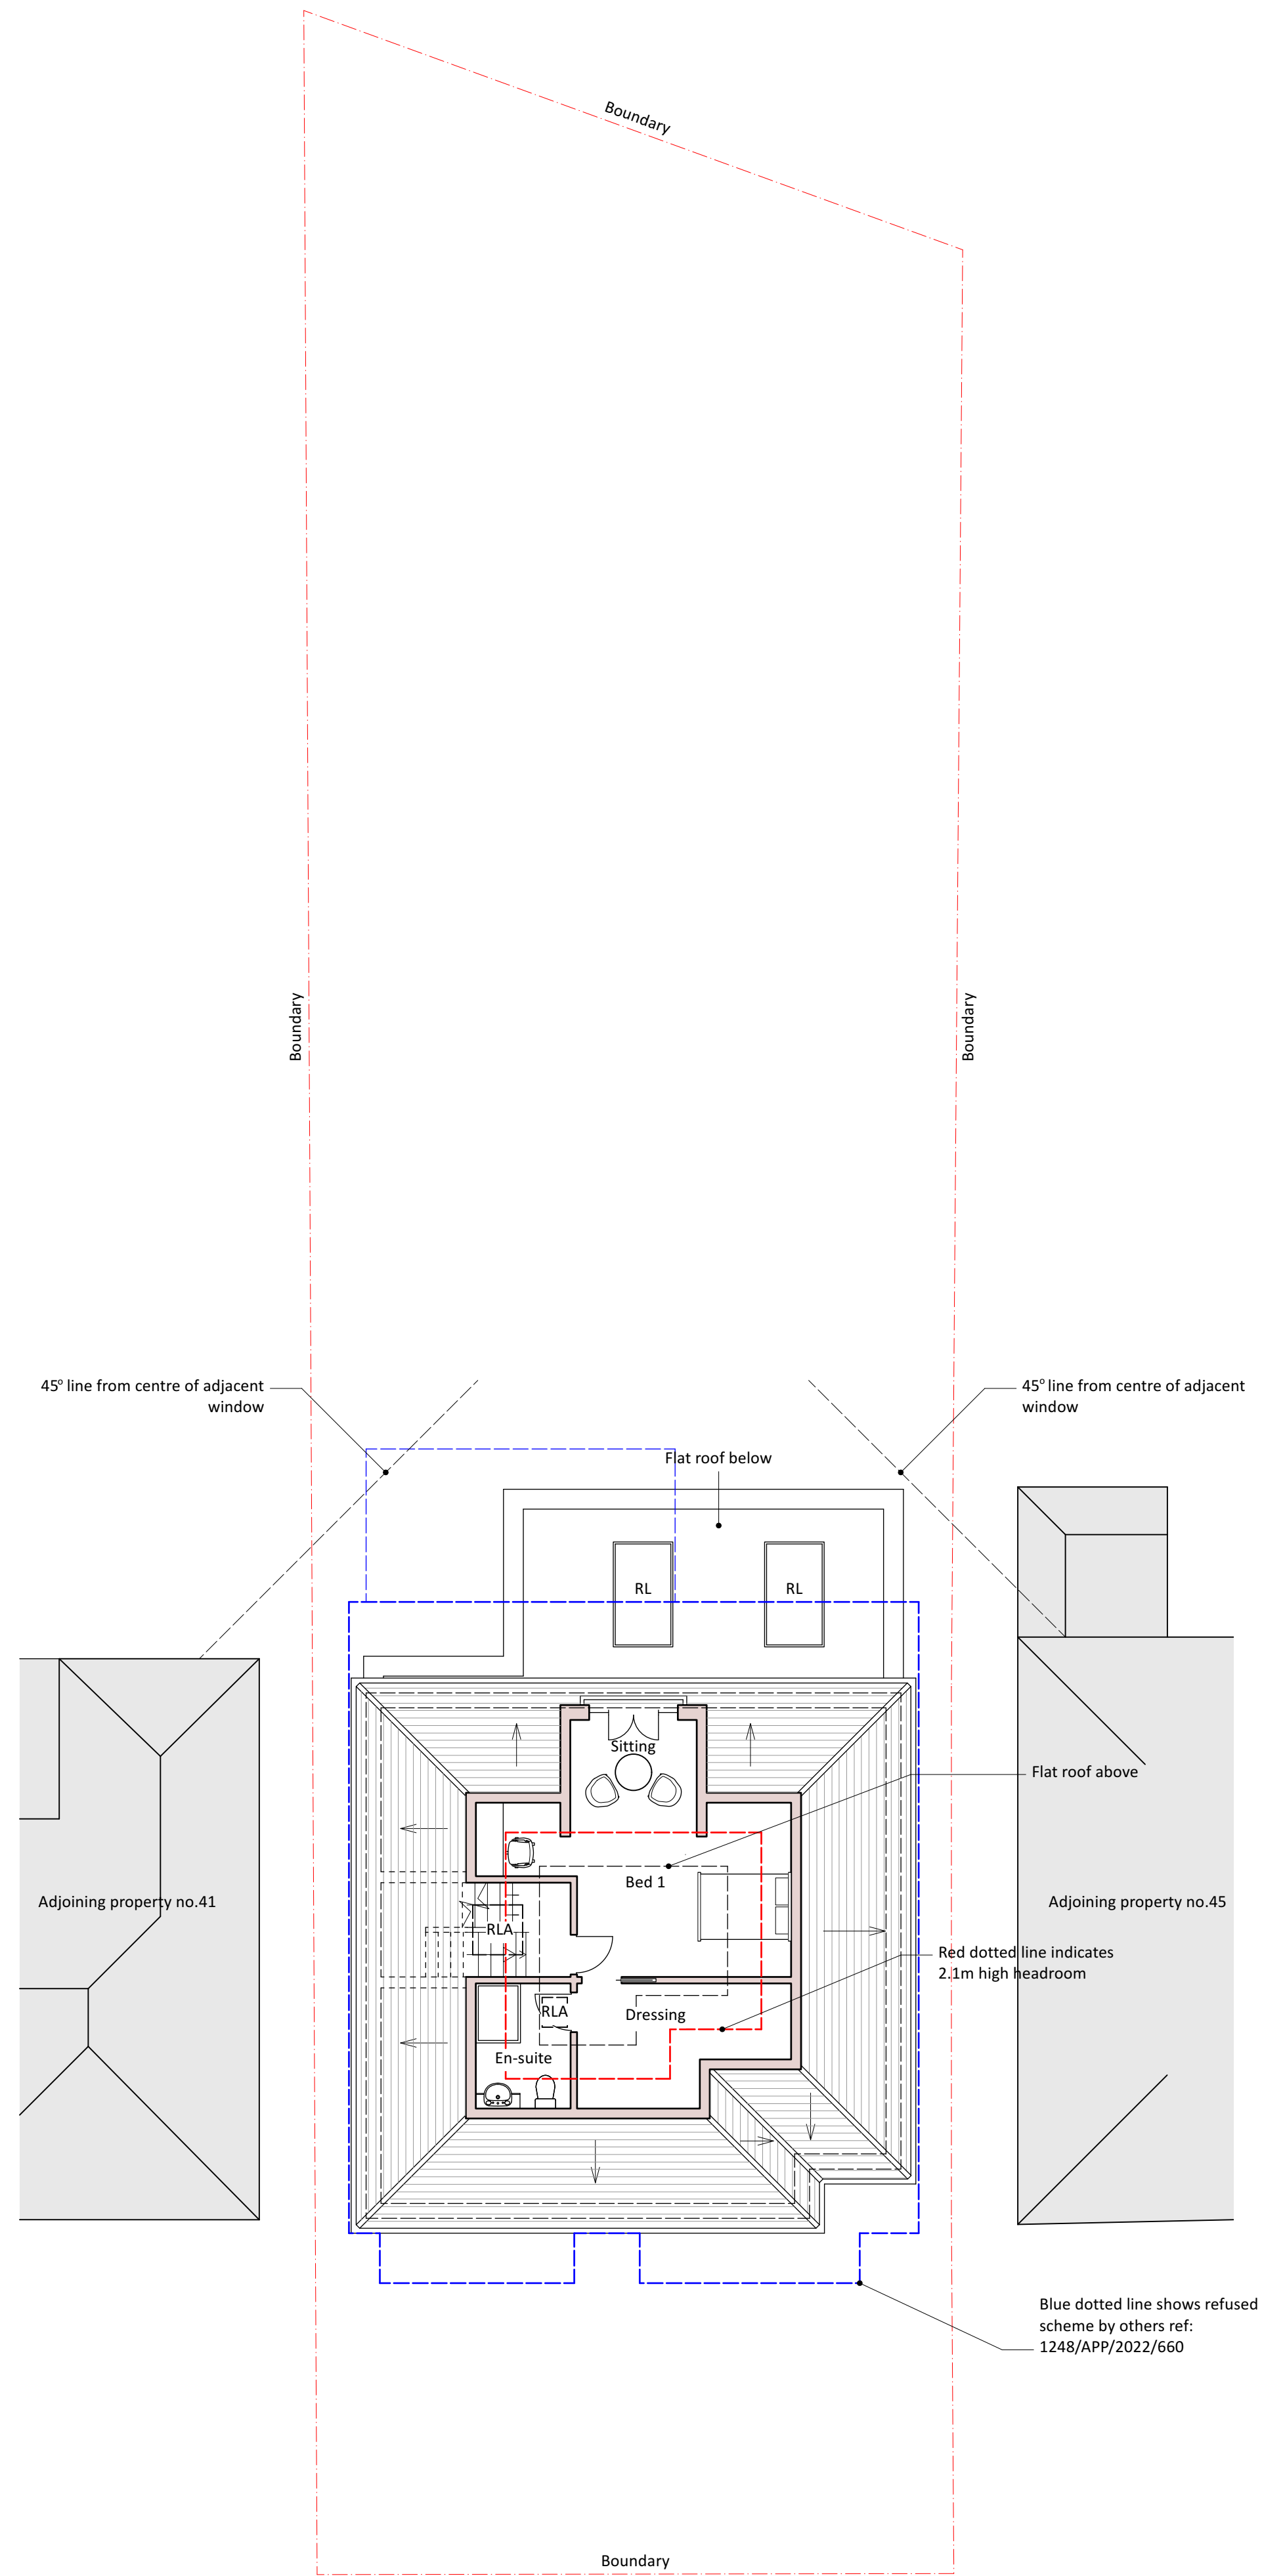 Boundary
Boundary
Boundary
45º line from centre of adjacent
window
45º line from centre of adjacent
window
Flat roof below
RL
RL
Sitting
Flat roof above
Bed 1
Adjoining property no.41
Adjoining property no.45
RLA
Red dotted line indicates
2.1m high headroom
RLA
Dressing
En-suite
Blue dotted line shows refused
scheme by others ref:
1248/APP/2022/660
Boundary